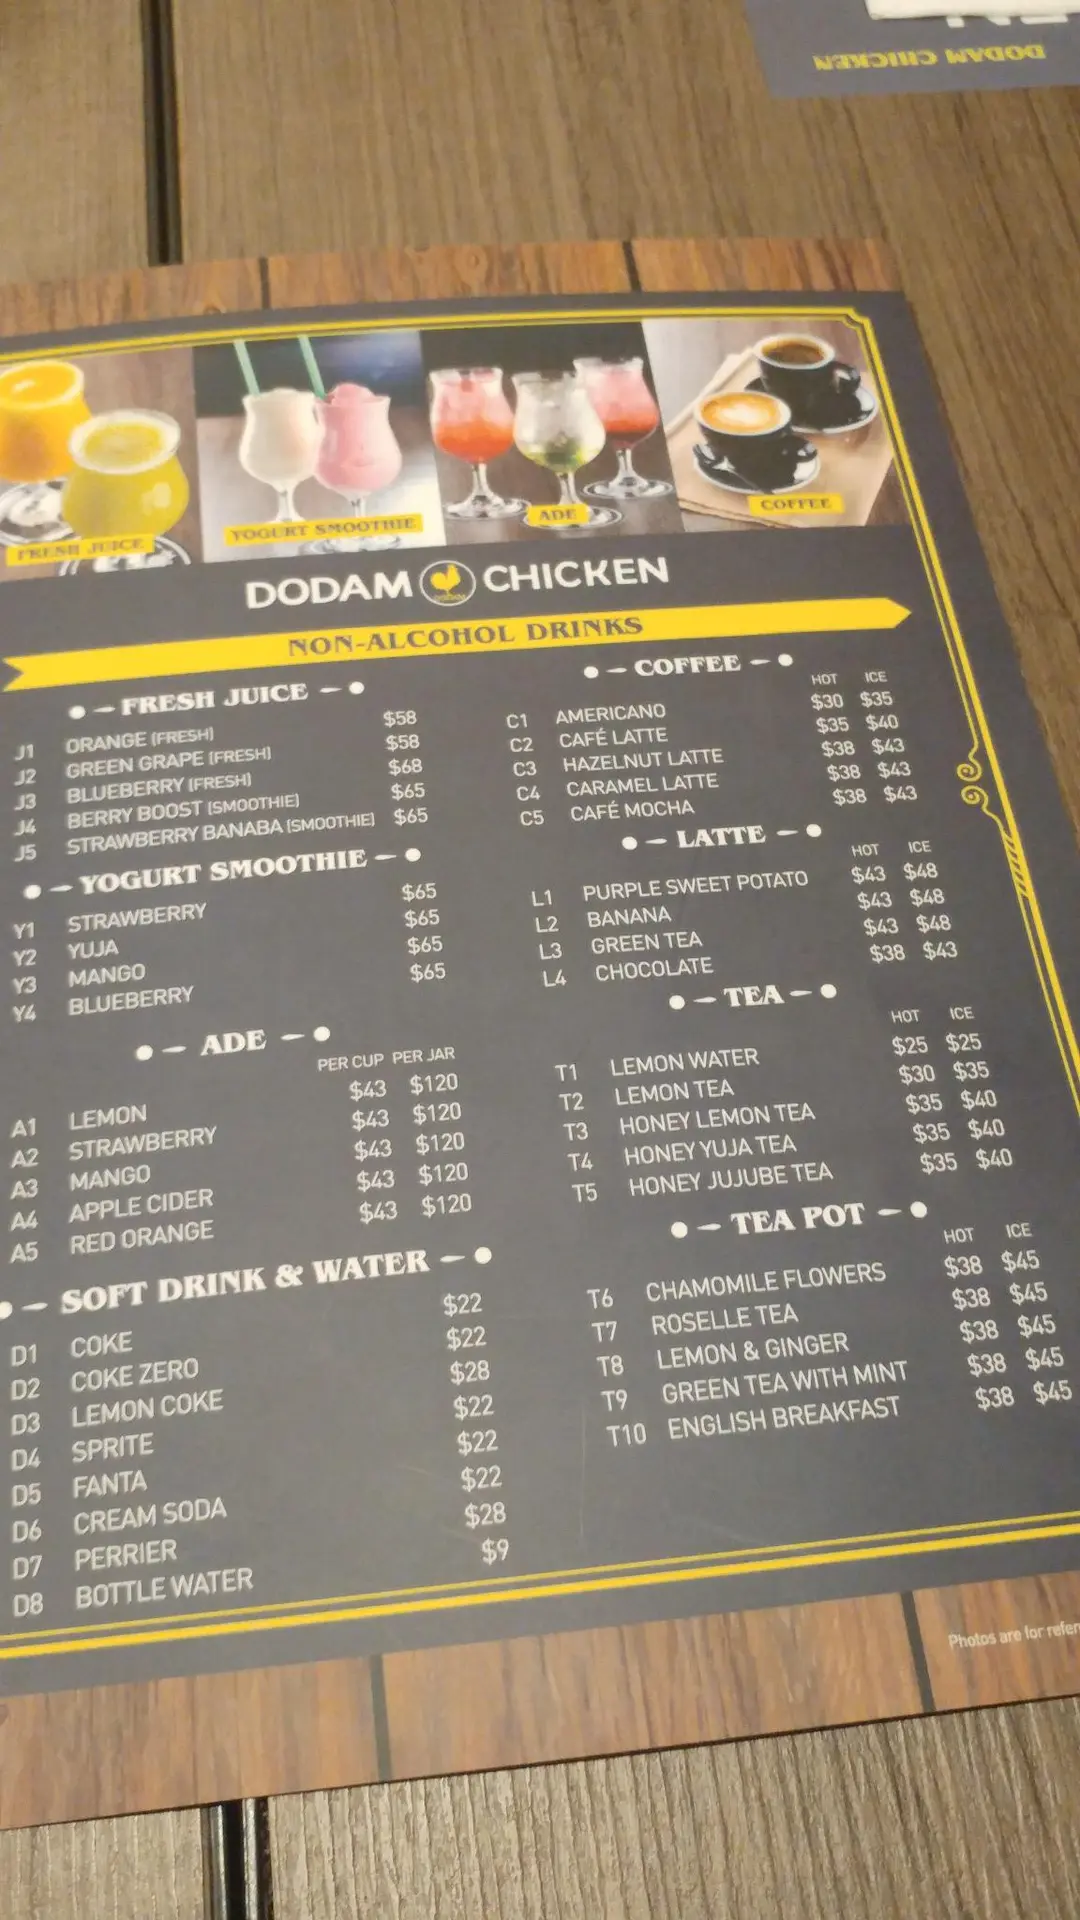 DODAM CHICKEN
FRESH JUICE
YOGURT SMOOTHIE
ADE
COFFEE
DODAM CHICKEN
NON-ALCOHOL DRINKS
FRESH JUICE
J1 ORANGE (FRESH) $58
J2 GREEN GRAPE (FRESH) $58
J3 BLUEBERRY (FRESH) $68
J4 BERRY BOOST (SMOOTHIE) $65
J5 STRAWBERRY BANABA (SMOOTHIE) $65
YOGURT SMOOTHIE
Y1 STRAWBERRY $65
Y2 YUJA $65
Y3 MANGO $65
Y4 BLUEBERRY $65
ADE
PER CUP PER JAR
A1 LEMON $43 $120
A2 STRAWBERRY $43 $120
A3 MANGO $43 $120
A4 APPLE CIDER $43 $120
A5 RED ORANGE $43 $120
SOFT DRINK & WATER
D1 COKE $22
D2 COKE ZERO $22
D3 LEMON COKE $28
D4 SPRITE $22
D5 FANTA $22
D6 CREAM SODA $22
D7 PERRIER $28
D8 BOTTLE WATER $9
COFFEE
HOT ICE
C1 AMERICANO $30 $35
C2 CAFÉ LATTE $35 $40
C3 HAZELNUT LATTE $38 $43
C4 CARAMEL LATTE $38 $43
C5 CAFÉ MOCHA $38 $43
LATTE
HOT ICE
L1 PURPLE SWEET POTATO $43 $48
L2 BANANA $43 $48
L3 GREEN TEA $43 $48
L4 CHOCOLATE $38 $43
TEA
HOT ICE
T1 LEMON WATER $25 $25
T2 LEMON TEA $30 $35
T3 HONEY LEMON TEA $35 $40
T4 HONEY YUJA TEA $35 $40
T5 HONEY JUJUBE TEA $35 $40
TEA POT
HOT ICE
T6 CHAMOMILE FLOWERS $38 $45
T7 ROSELLE TEA $38 $45
T8 LEMON & GINGER $38 $45
T9 GREEN TEA WITH MINT $38 $45
T10 ENGLISH BREAKFAST $38 $45
Photos are for refer